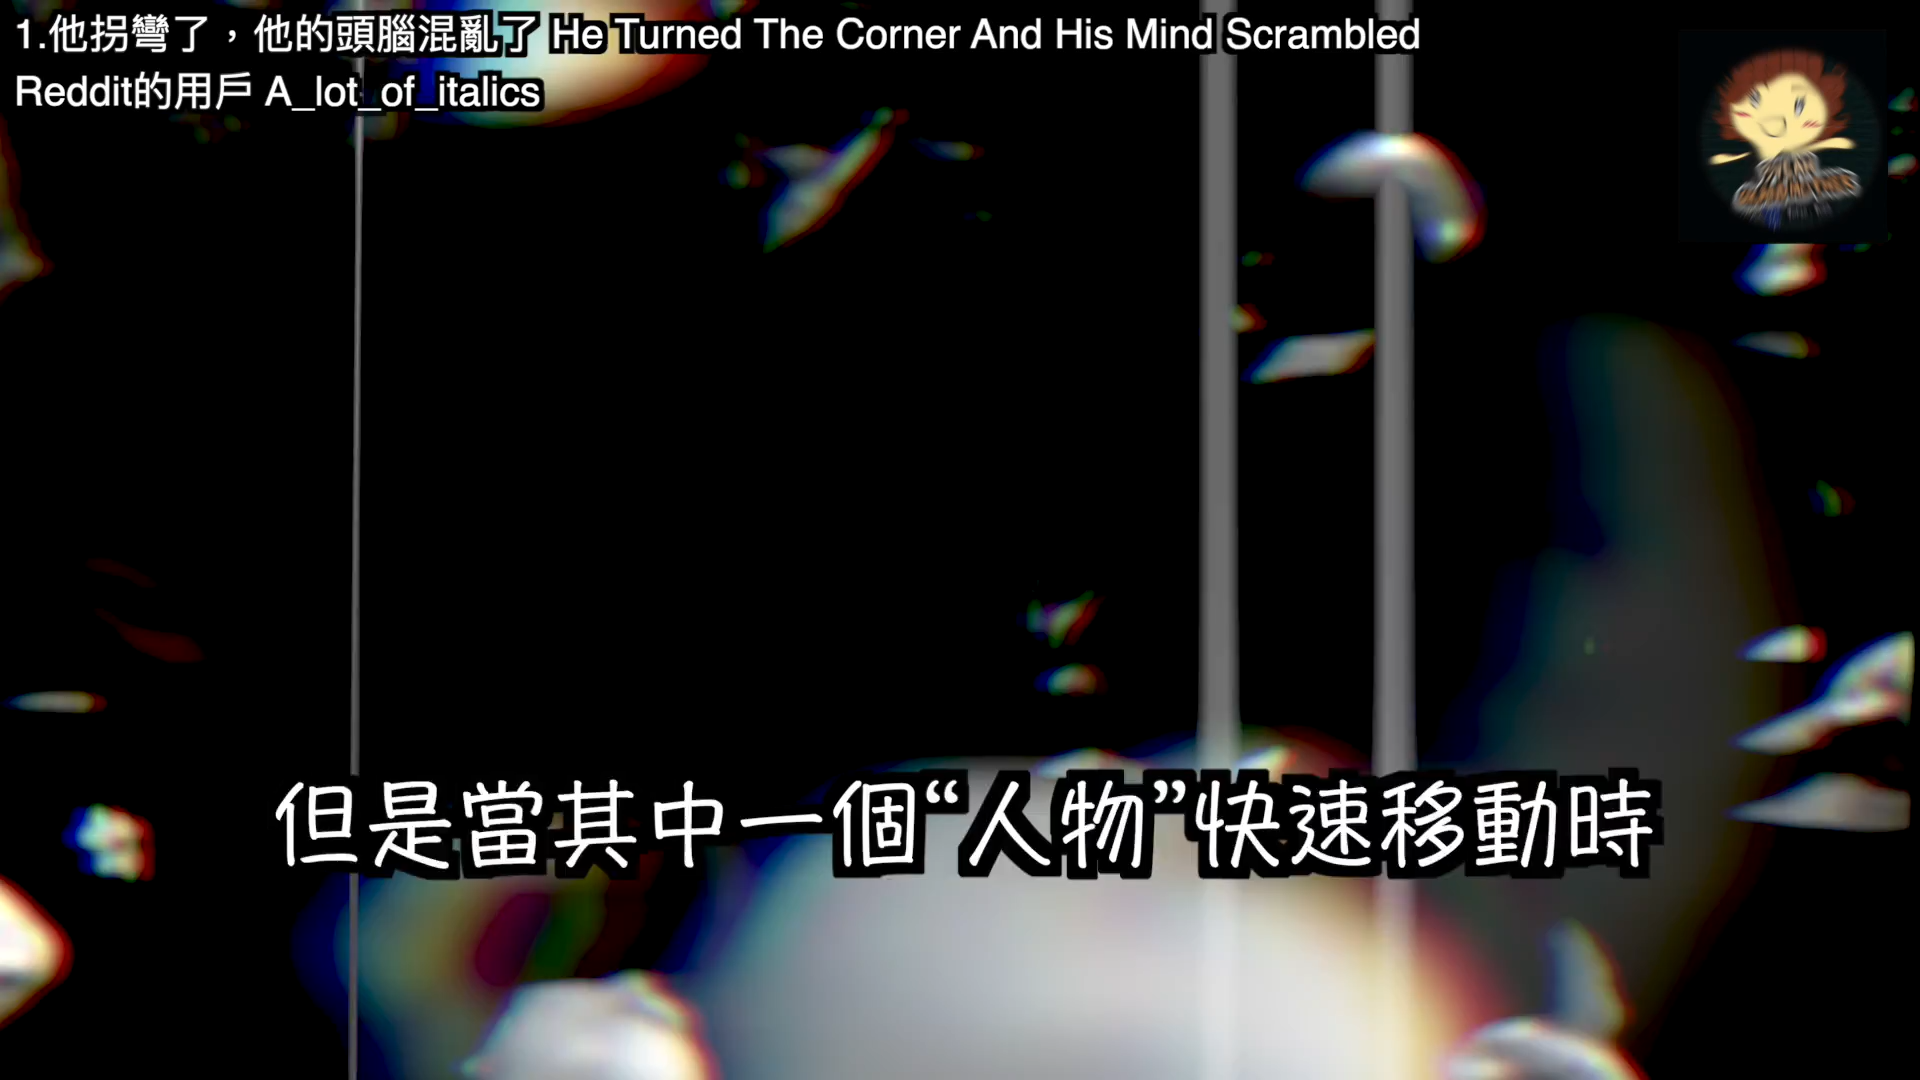 1.他拐彎了，他的頭腦混亂了 He Turned The Corner And His Mind Scrambled
Reddit的用戶 A_lot_of_italics
但是當其中一個“人物”快速移動時